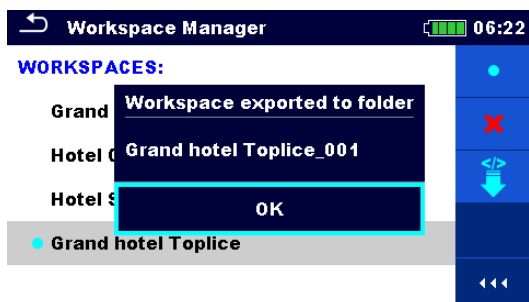 Workspace Manager
06:22
WORKSPACES:
Grand
Hotel
Hotel
Grand hotel Toplice
Workspace exported to folder
Grand hotel Toplice_001
OK